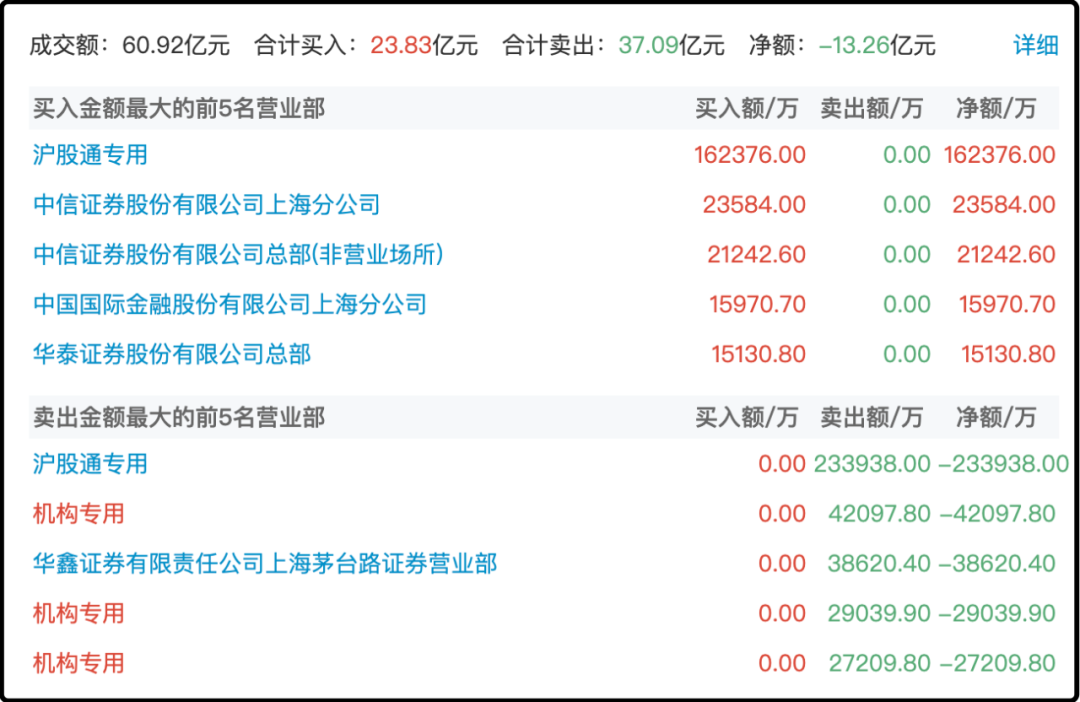 成交额：60.92亿元 合计买入：23.83亿元 合计卖出：37.09亿元 净额：-13.26亿元 详细
买入金额最大的前5名营业部 买入额/万 卖出额/万 净额/万
沪股通专用 162376.00 0.00 162376.00
中信证券股份有限公司上海分公司 23584.00 0.00 23584.00
中信证券股份有限公司总部(非营业场所) 21242.60 0.00 21242.60
中国国际金融股份有限公司上海分公司 15970.70 0.00 15970.70
华泰证券股份有限公司总部 15130.80 0.00 15130.80
卖出金额最大的前5名营业部 买入额/万 卖出额/万 净额/万
沪股通专用 0.00 233938.00 -233938.00
机构专用 0.00 42097.80 -42097.80
华鑫证券有限责任公司上海茅台路证券营业部 0.00 38620.40 -38620.40
机构专用 0.00 29039.90 -29039.90
机构专用 0.00 27209.80 -27209.80